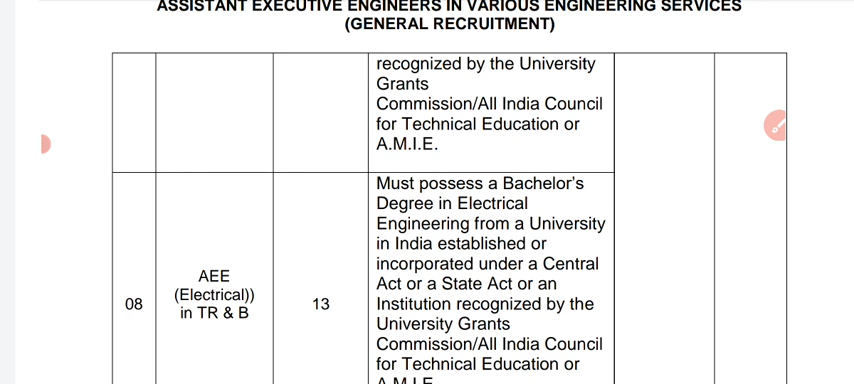 ASSISTANT EXECUTIVE ENGINEERS IN VARIOUS ENGINEERING SERVICES
(GENERAL RECRUITMENT)
recognized by the University
Grants
Commission/All India Council
for Technical Education or
A.M.I.E.
08
AEE
(Electrical))
in TR & B
13
Must possess a Bachelor's
Degree in Electrical
Engineering from a University
in India established or
incorporated under a Central
Act or a State Act or an
Institution recognized by the
University Grants
Commission/All India Council
for Technical Education or
A.M.I.E.